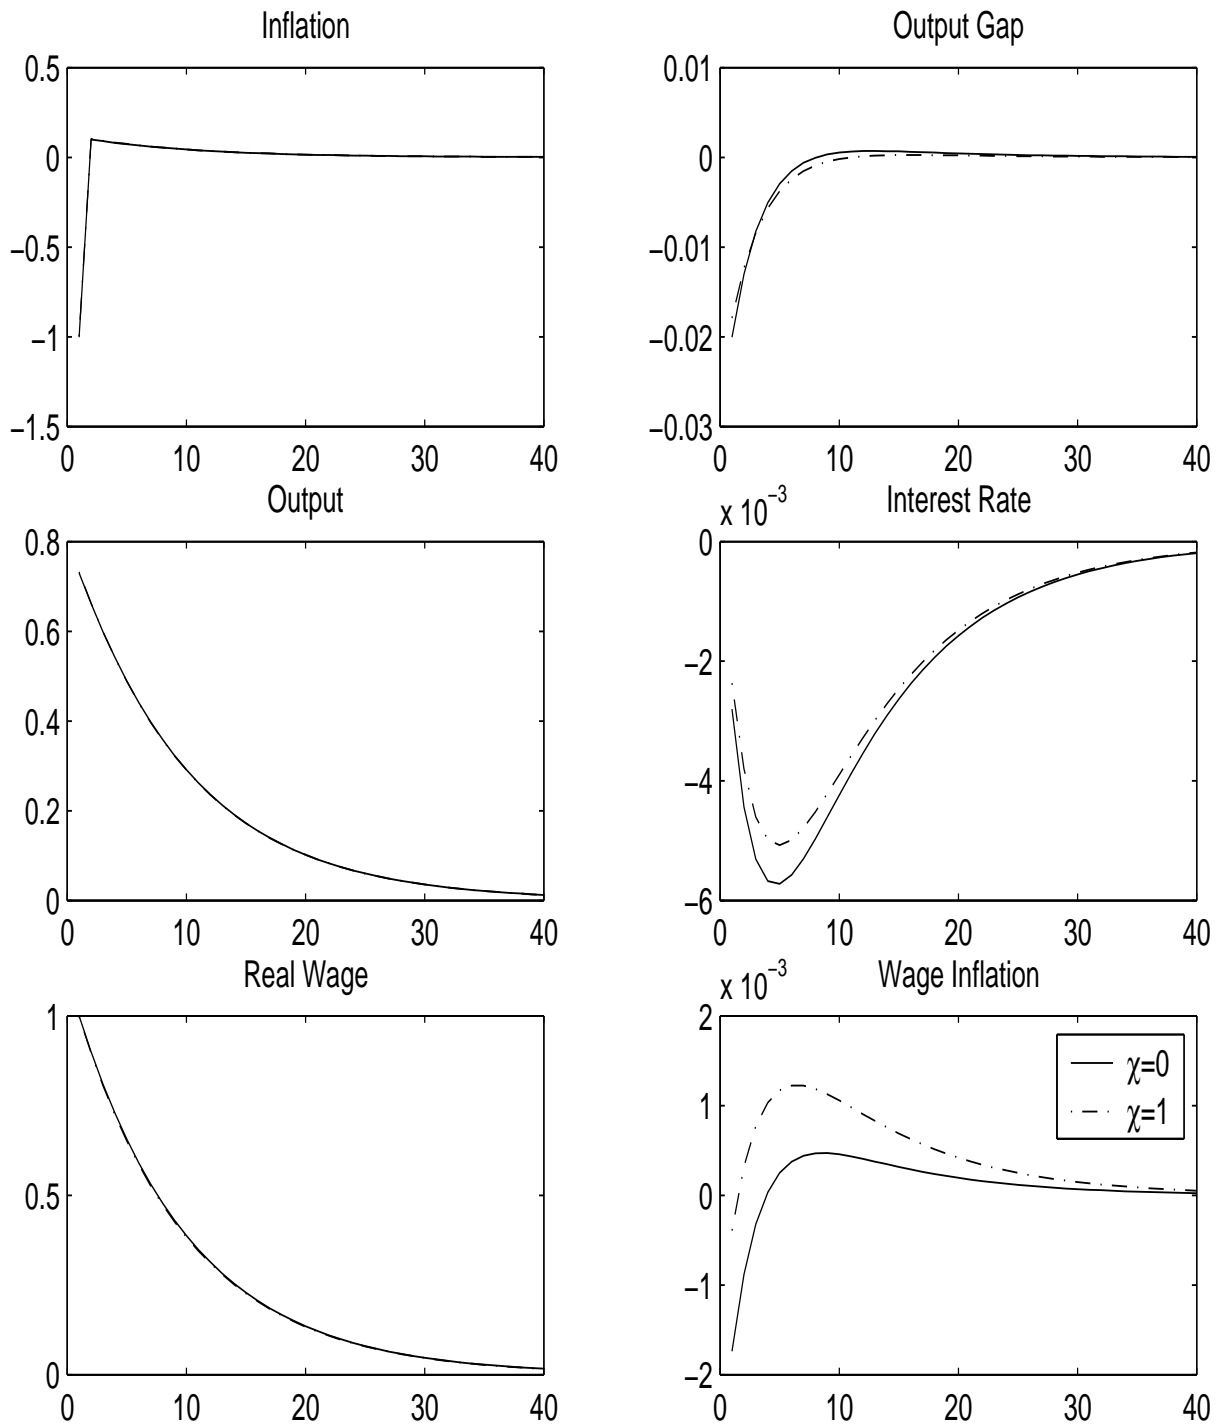 Inflation
0.5
0
−0.5
−1
−1.5
0 10 20 30 40
Output Gap
0.01
0
−0.01
−0.02
−0.03
0 10 20 30 40
Output
0.8
0.6
0.4
0.2
0
0 10 20 30 40
Interest Rate
x 10⁻³
0
−2
−4
−6
0 10 20 30 40
Real Wage
1
0.5
0
0 10 20 30 40
Wage Inflation
x 10⁻³
2
1
0
−1
−2
0 10 20 30 40
χ=0
χ=1